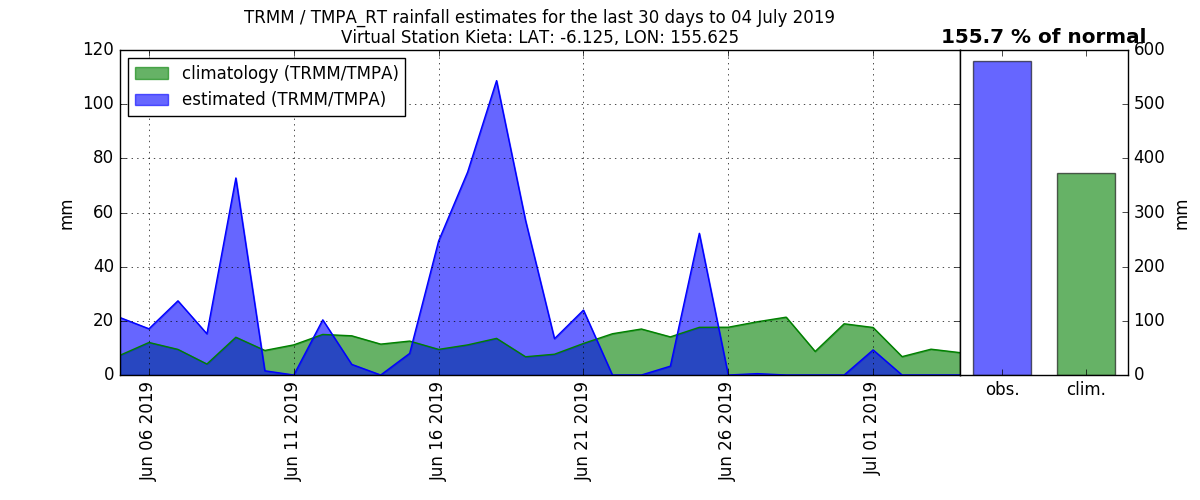 TRMM / TMPA_RT rainfall estimates for the last 30 days to 04 July 2019
Virtual Station Kieta: LAT: -6.125, LON: 155.625
155.7 % of normal
climatology (TRMM/TMPA)
estimated (TRMM/TMPA)
120
100
80
60
40
20
0
mm
Jun 06 2019
Jun 11 2019
Jun 16 2019
Jun 21 2019
Jun 26 2019
Jul 01 2019
600
500
400
300
200
100
0
mm
obs.
clim.